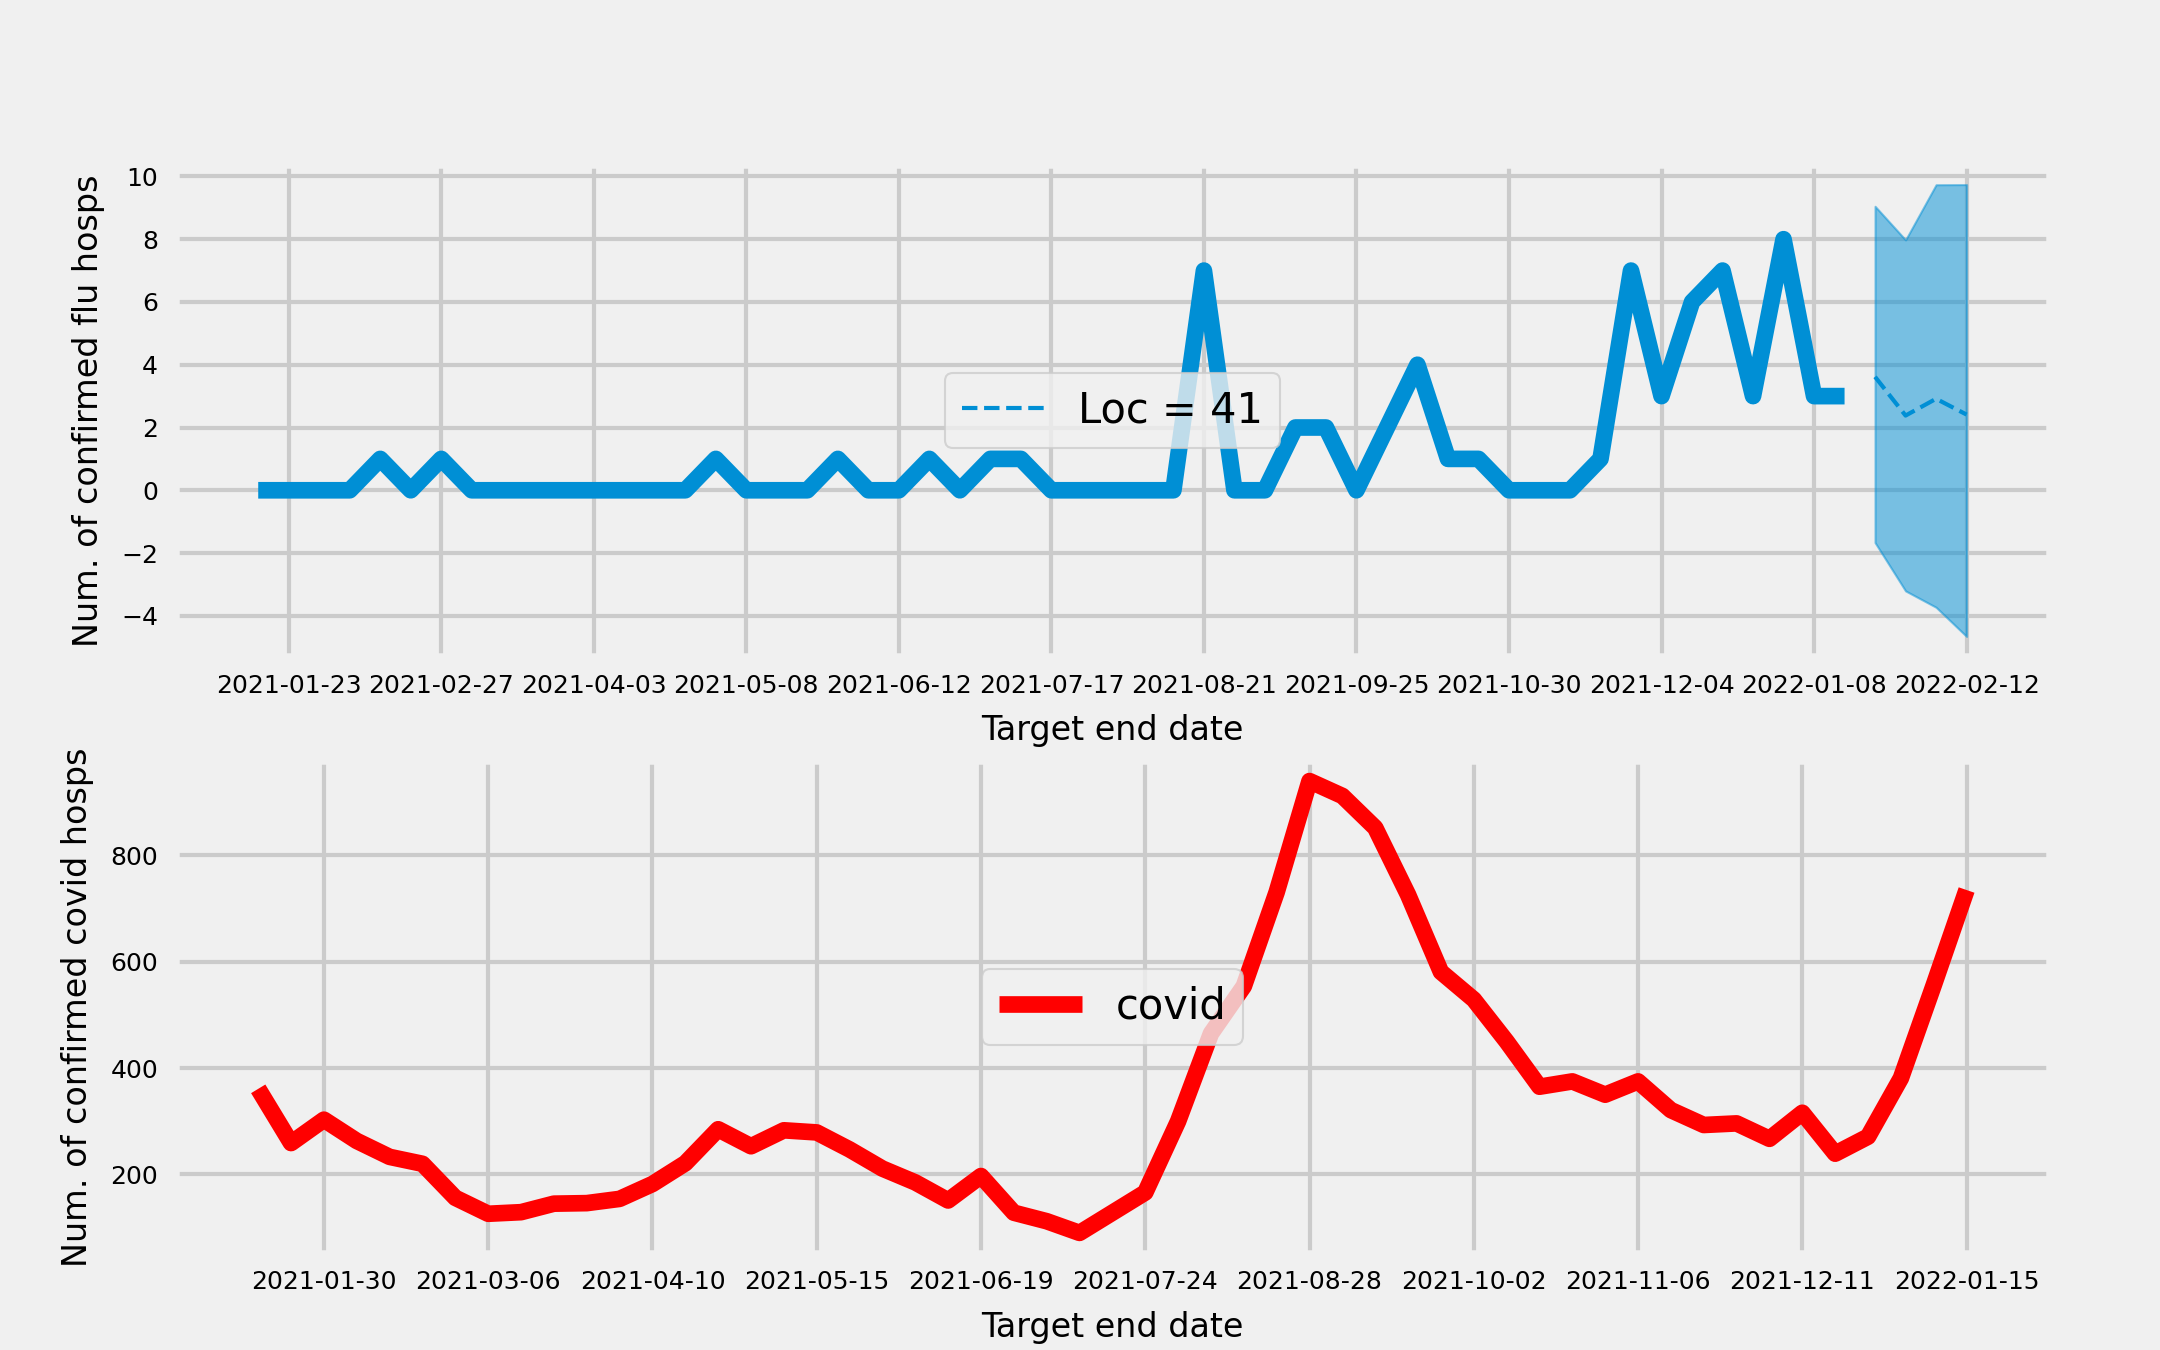 Num. of confirmed flu hosps
10
8
6
4
2
0
−2
−4
Loc = 41
2021-01-23 2021-02-27 2021-04-03 2021-05-08 2021-06-12 2021-07-17 2021-08-21 2021-09-25 2021-10-30 2021-12-04 2022-01-08 2022-02-12
Target end date
Num. of confirmed covid hosps
800
600
400
200
covid
2021-01-30 2021-03-06 2021-04-10 2021-05-15 2021-06-19 2021-07-24 2021-08-28 2021-10-02 2021-11-06 2021-12-11 2022-01-15
Target end date